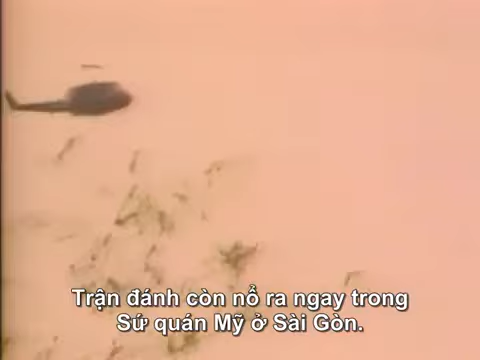 Trận đánh còn nổ ra ngay trong
Sứ quán Mỹ ở Sài Gòn.